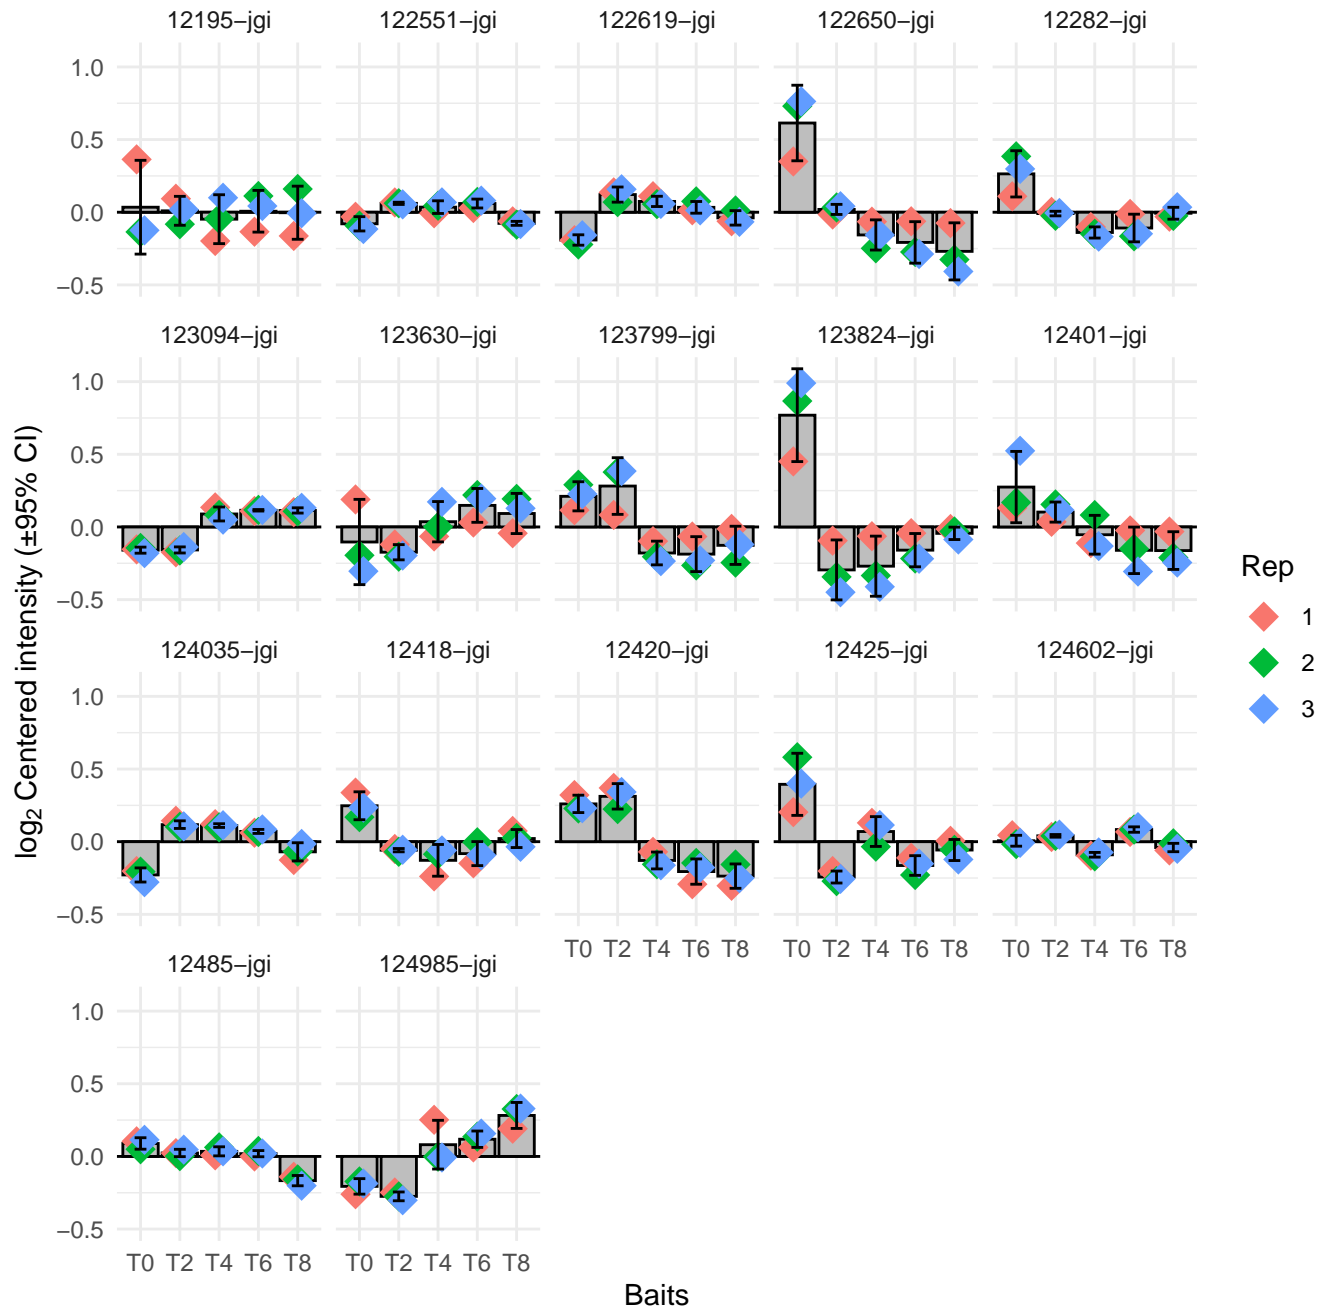 12195−jgi 122551−jgi 122619−jgi 122650−jgi 12282−jgi
1.0
0.5
0.0
−0.5
123094−jgi 123630−jgi 123799−jgi 123824−jgi 12401−jgi
1.0
0.5
0.0
−0.5
124035−jgi 12418−jgi 12420−jgi 12425−jgi 124602−jgi
1.0
0.5
0.0
−0.5
T0 T2 T4 T6 T8 T0 T2 T4 T6 T8 T0 T2 T4 T6 T8
12485−jgi 124985−jgi
1.0
0.5
0.0
−0.5
T0 T2 T4 T6 T8 T0 T2 T4 T6 T8
Baits
log2 Centered intensity (±95% CI)
Rep
1
2
3